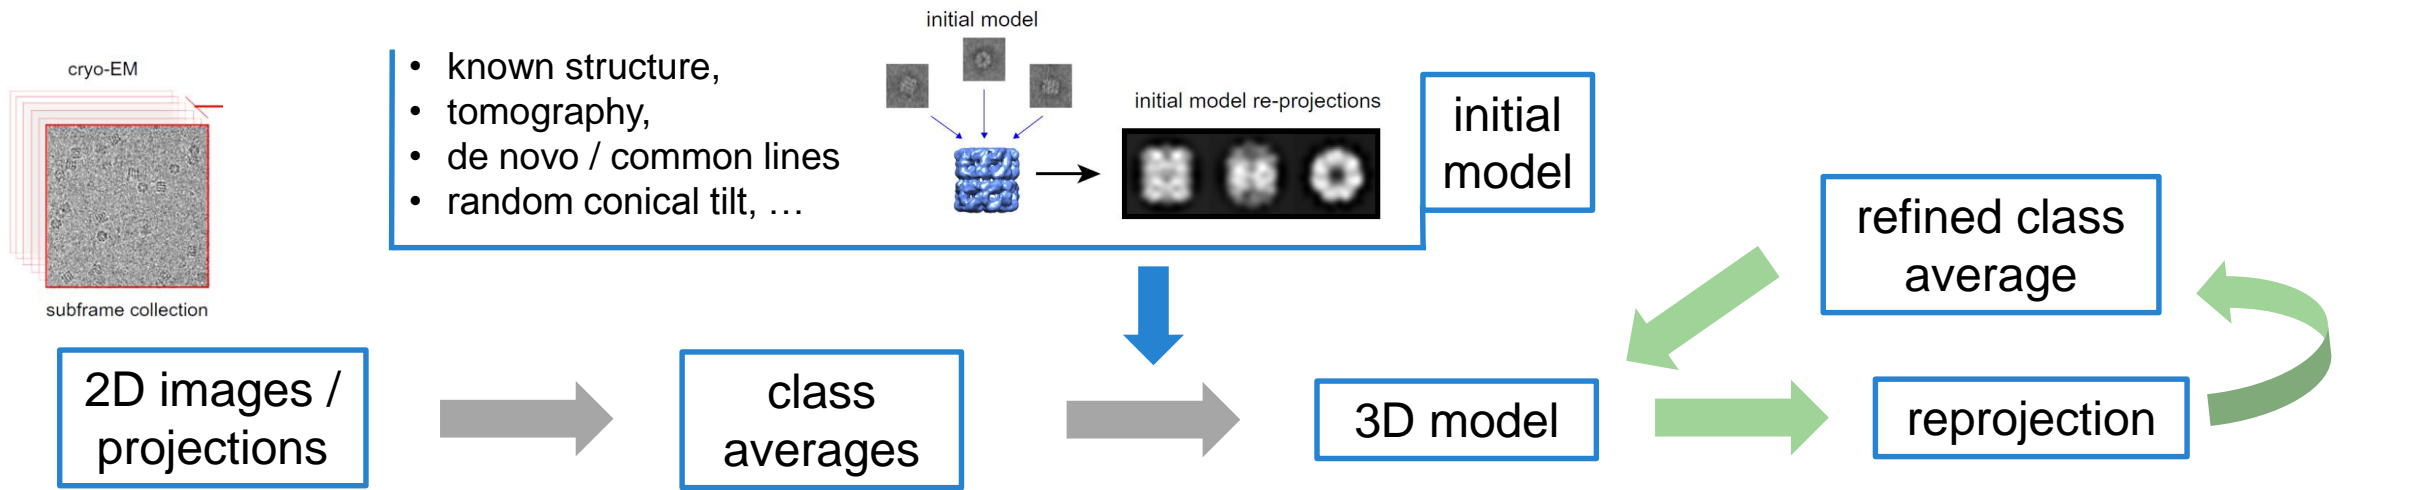 cryo-EM
subframe collection
• known structure,
• tomography,
• de novo / common lines
• random conical tilt, …
initial model
initial model re-projections
initial
model
2D images /
projections
class
averages
3D model
reprojection
refined class
average